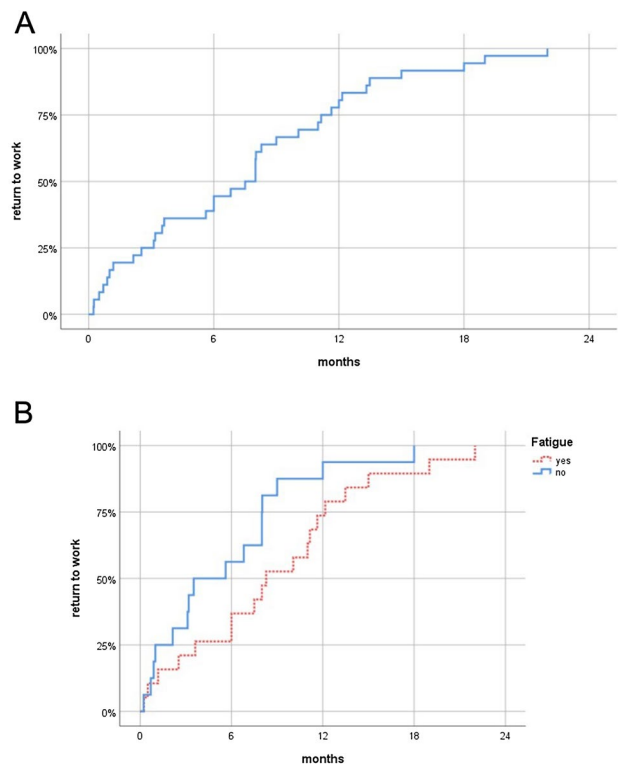 A
100%
75%
50%
25%
0%
return to work
0 6 12 18 24
months
B
100%
75%
50%
25%
0%
return to work
0 6 12 18 24
months
Fatigue
yes
no